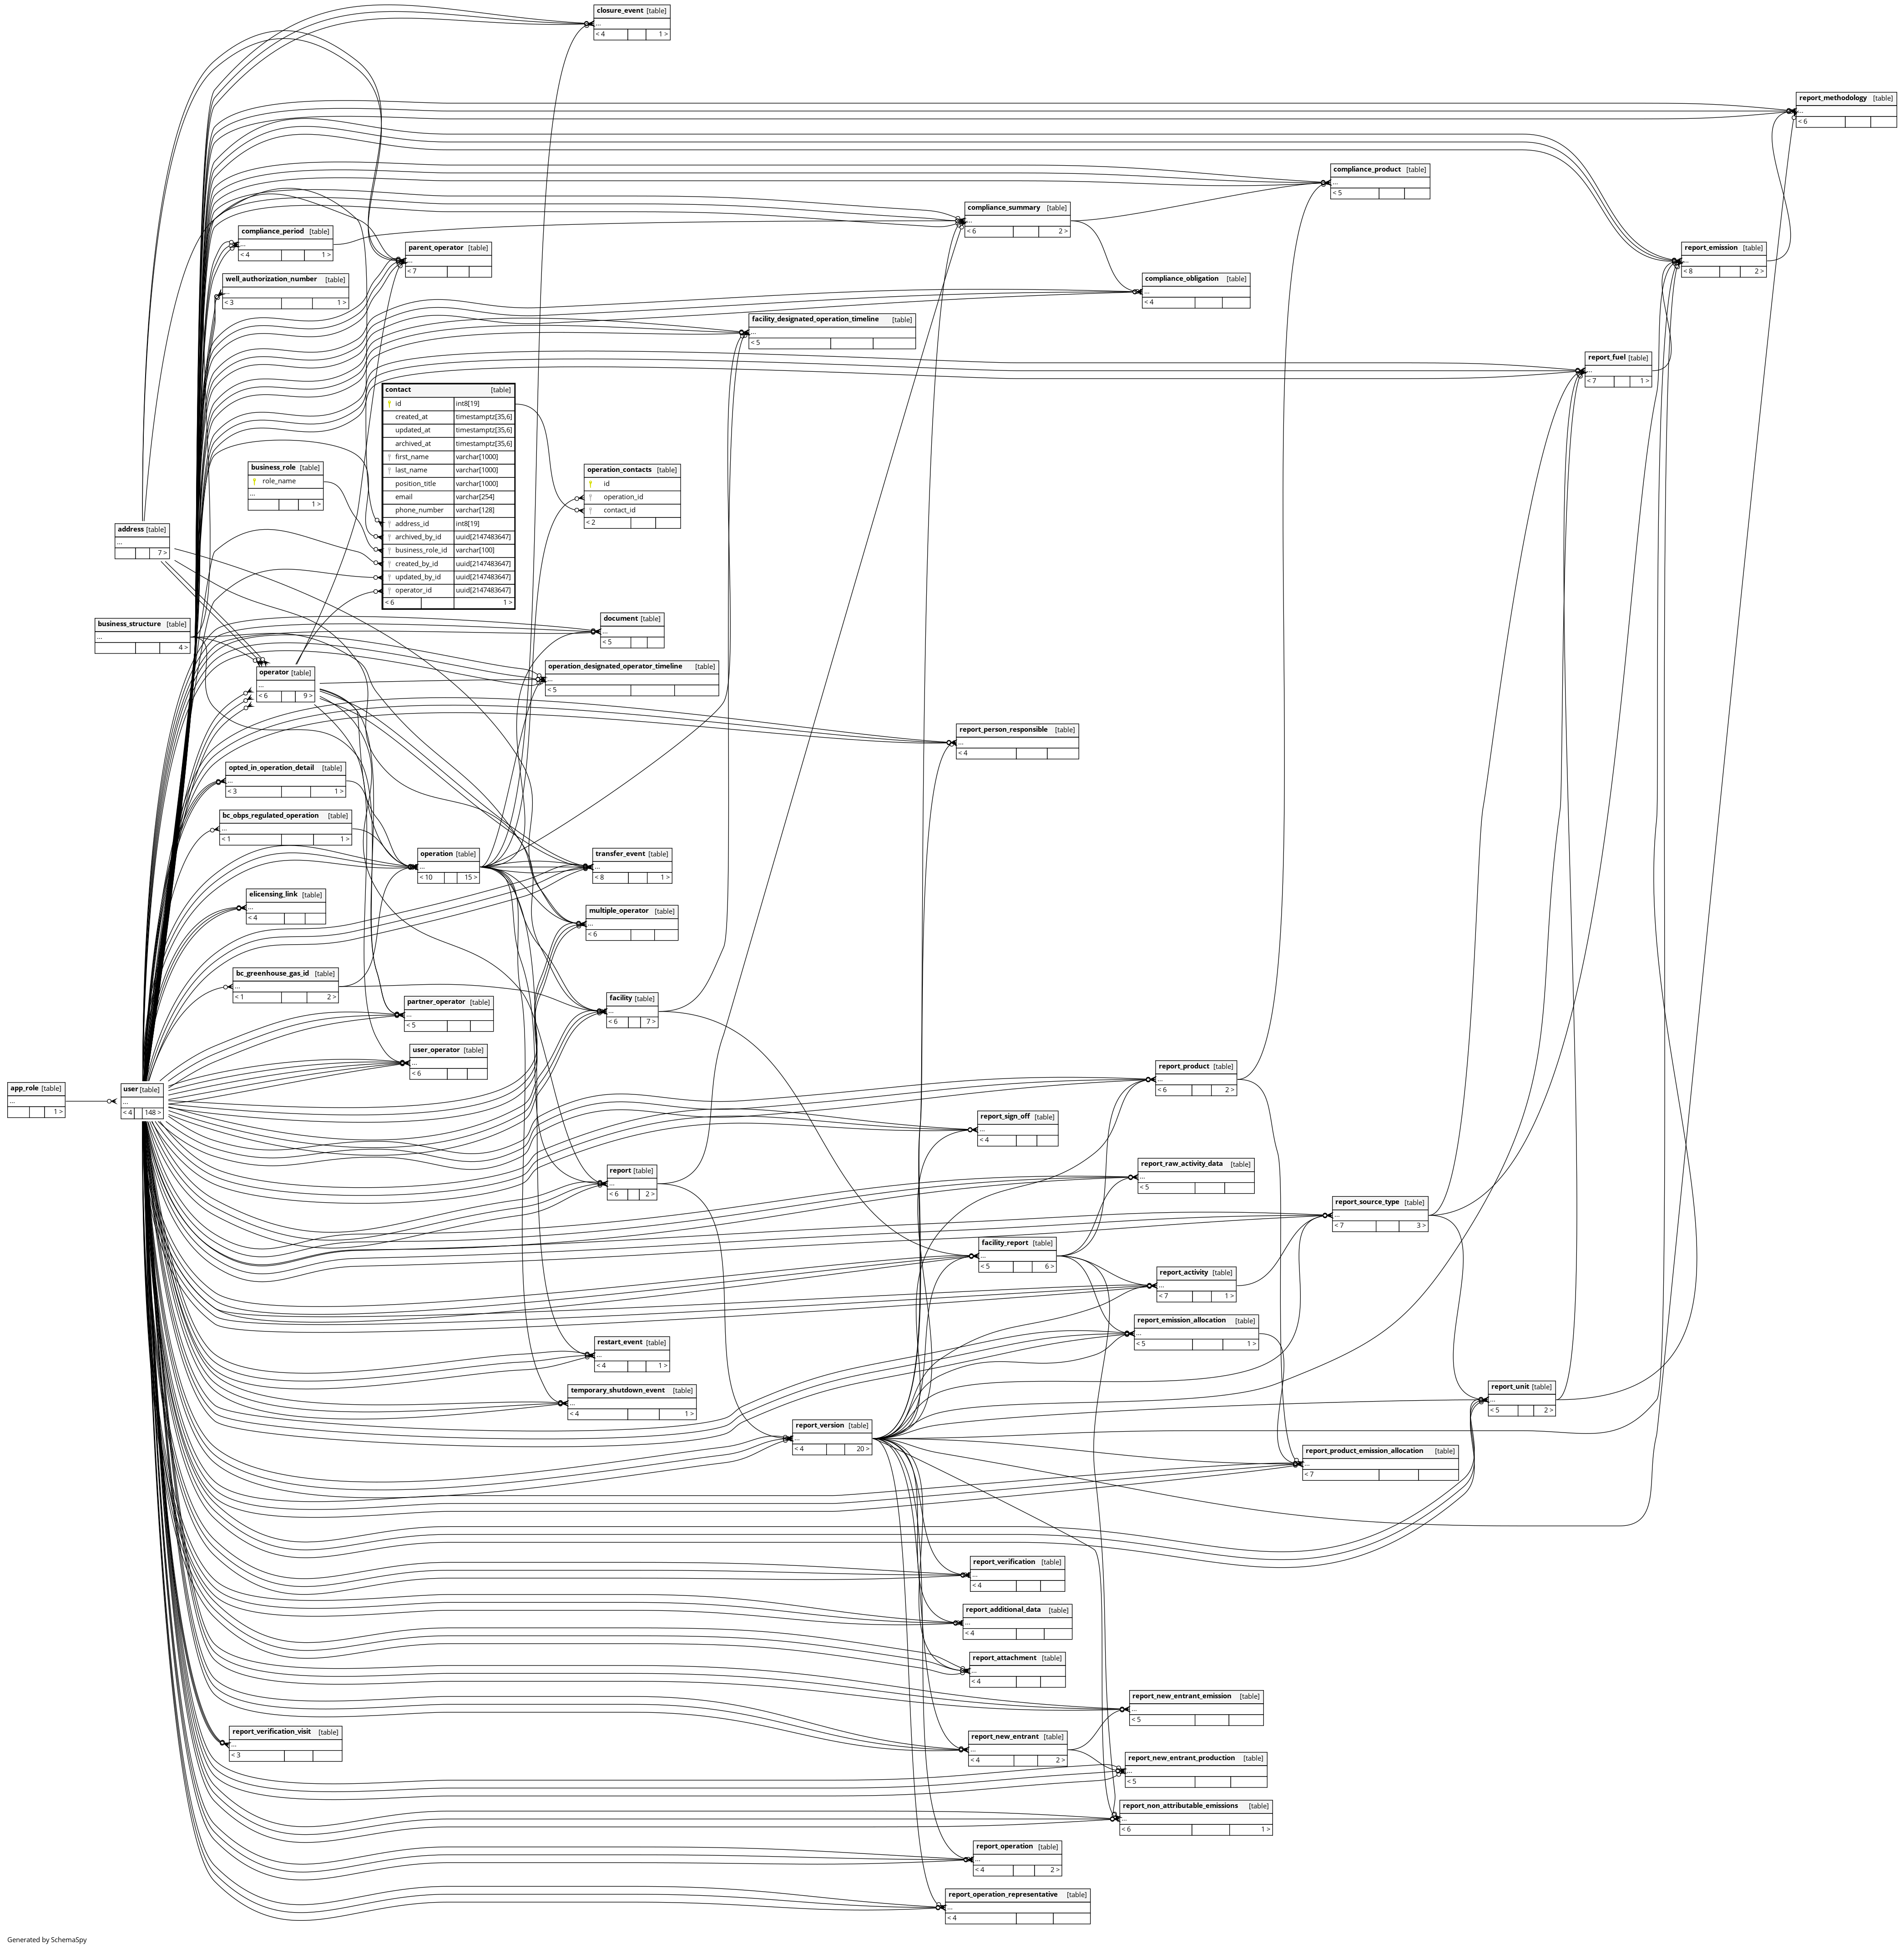 closure_event [table]
...
< 4 1 >
report_methodology [table]
...
< 6
compliance_product [table]
...
< 5
compliance_summary [table]
...
< 6 2 >
compliance_period [table]
...
< 4 1 >
parent_operator [table]
...
< 7
report_emission [table]
...
< 8 2 >
well_authorization_number [table]
...
< 3 1 >
compliance_obligation [table]
...
< 4
facility_designated_operation_timeline [table]
...
< 5
report_fuel [table]
...
< 7 1 >
contact [table]
id int8[19]
created_at timestamptz[35,6]
updated_at timestamptz[35,6]
archived_at timestamptz[35,6]
first_name varchar[1000]
last_name varchar[1000]
position_title varchar[1000]
email varchar[254]
phone_number varchar[128]
address_id int8[19]
archived_by_id uuid[2147483647]
business_role_id varchar[100]
created_by_id uuid[2147483647]
updated_by_id uuid[2147483647]
operator_id uuid[2147483647]
< 6 1 >
business_role [table]
role_name
...
1 >
operation_contacts [table]
id
operation_id
contact_id
< 2
address [table]
...
7 >
business_structure [table]
...
4 >
document [table]
...
< 5
operator [table]
...
< 6 9 >
operation_designated_operator_timeline [table]
...
< 5
report_person_responsible [table]
...
< 4
opted_in_operation_detail [table]
...
< 3 1 >
bc_obps_regulated_operation [table]
...
< 1 1 >
operation [table]
...
< 10 15 >
transfer_event [table]
...
< 8 1 >
elicensing_link [table]
...
< 4
multiple_operator [table]
...
< 6
bc_greenhouse_gas_id [table]
...
< 1 2 >
partner_operator [table]
...
< 5
facility [table]
...
< 6 7 >
user_operator [table]
...
< 6
report_product [table]
...
< 6 2 >
app_role [table]
...
1 >
user [table]
...
< 4 148 >
report_sign_off [table]
...
< 4
report [table]
...
< 6 2 >
report_raw_activity_data [table]
...
< 5
report_source_type [table]
...
< 7 3 >
facility_report [table]
...
< 5 6 >
report_activity [table]
...
< 7 1 >
report_emission_allocation [table]
...
< 5 1 >
restart_event [table]
...
< 4 1 >
temporary_shutdown_event [table]
...
< 4 1 >
report_unit [table]
...
< 5 2 >
report_version [table]
...
< 4 20 >
report_product_emission_allocation [table]
...
< 7
report_verification [table]
...
< 4
report_additional_data [table]
...
< 4
report_attachment [table]
...
< 4
report_new_entrant_emission [table]
...
< 5
report_verification_visit [table]
...
< 3
report_new_entrant [table]
...
< 4 2 >
report_new_entrant_production [table]
...
< 5
report_non_attributable_emissions [table]
...
< 6 1 >
report_operation [table]
...
< 4 2 >
report_operation_representative [table]
...
< 4
Generated by SchemaSpy